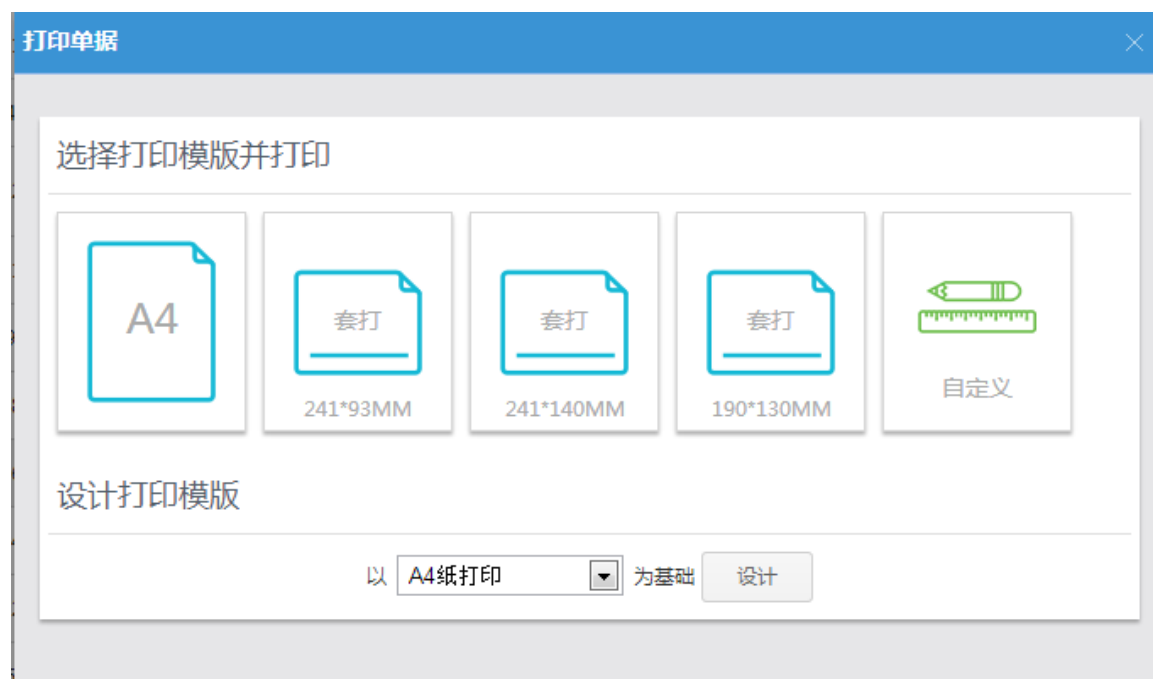 打印单据
选择打印模版并打印
A4
套打
241*93MM
套打
241*140MM
套打
190*130MM
自定义
设计打印模版
以 A4纸打印 为基础 设计